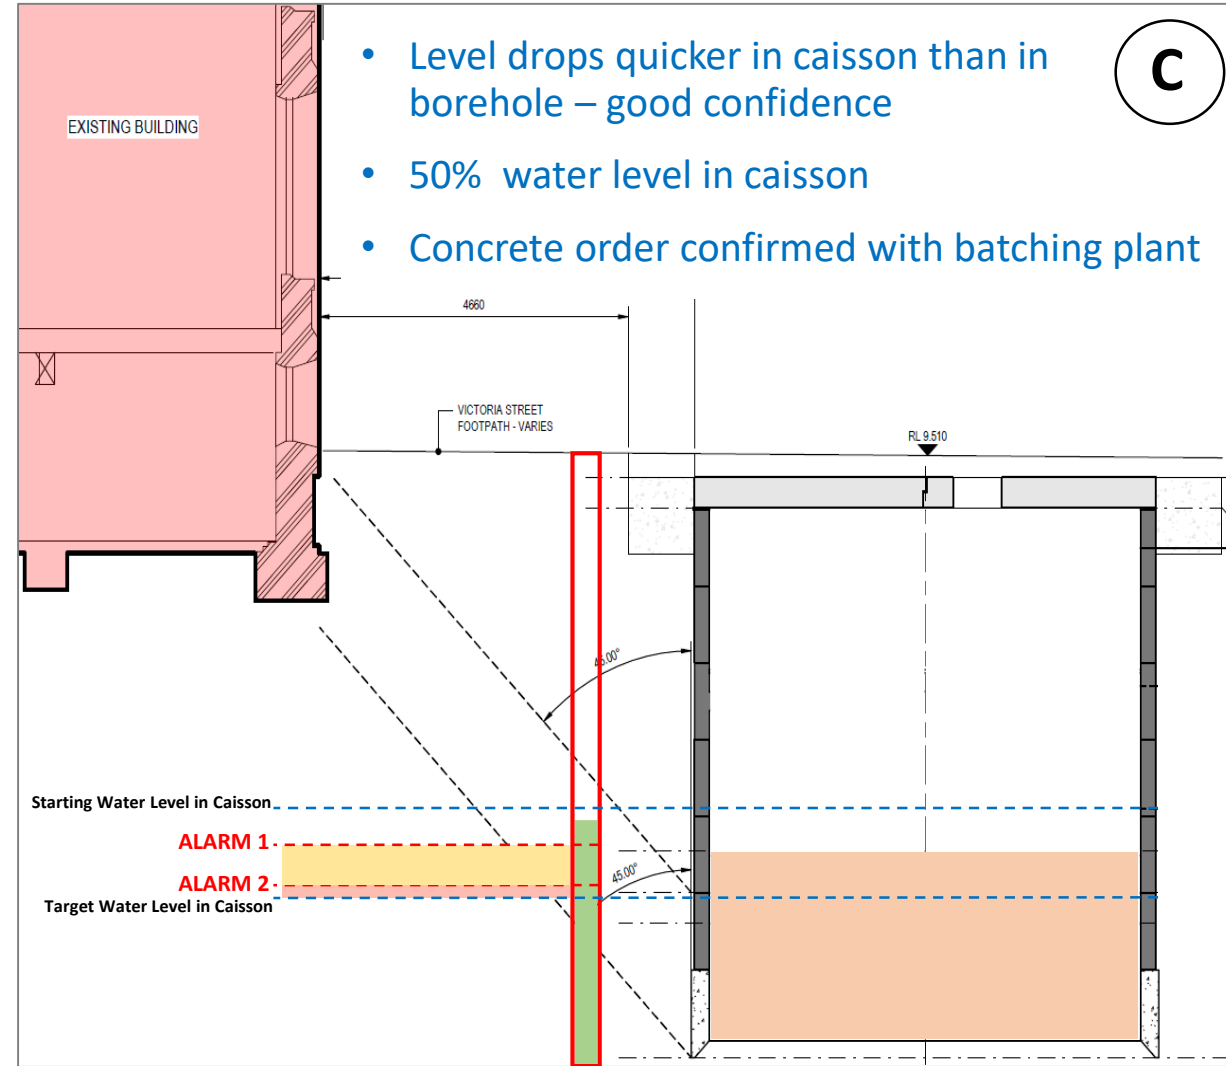 • Level drops quicker in caisson than in
borehole – good confidence
C
• 50%  water level in caisson
• Concrete order confirmed with batching plant
EXISTING BUILDING
4660
VICTORIA STREET
FOOTPATH - VARIES
RL 9.510
45.00°
Starting Water Level in Caisson
ALARM 1
45.00°
ALARM 2
Target Water Level in Caisson